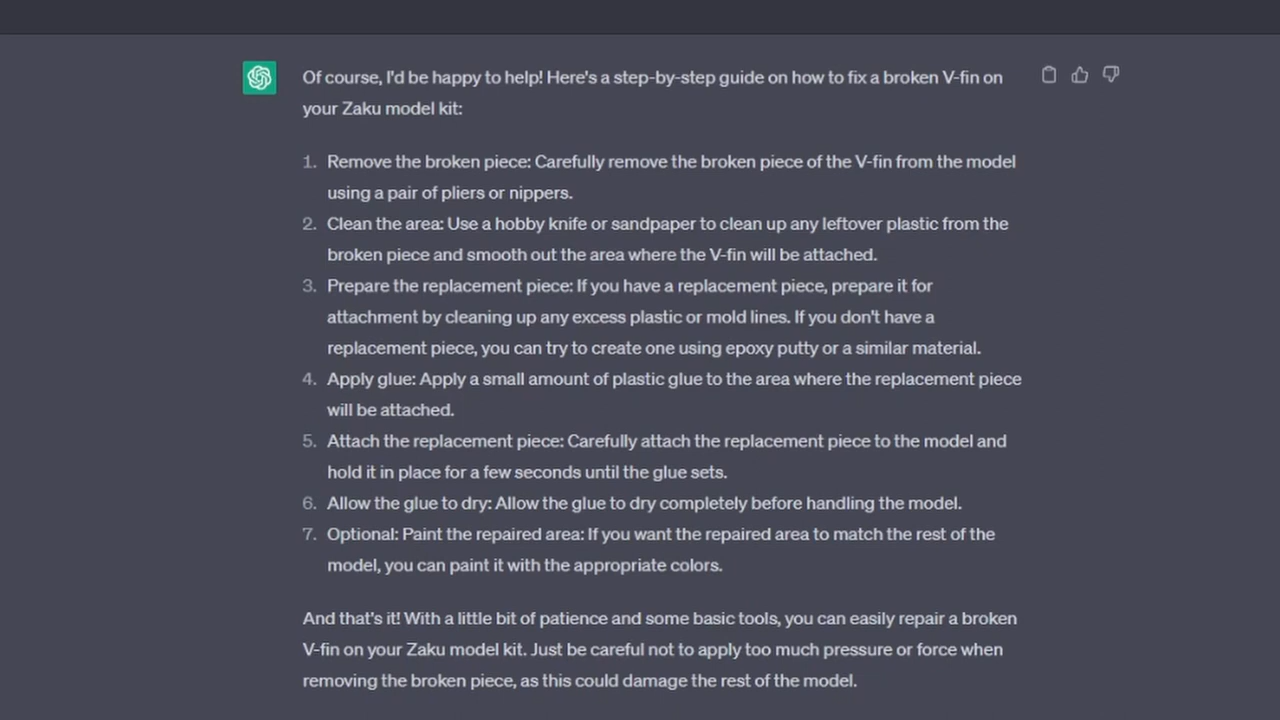 Of course, I'd be happy to help! Here's a step-by-step guide on how to fix a broken V-fin on
your Zaku model kit:
1. Remove the broken piece: Carefully remove the broken piece of the V-fin from the model
using a pair of pliers or nippers.
2. Clean the area: Use a hobby knife or sandpaper to clean up any leftover plastic from the
broken piece and smooth out the area where the V-fin will be attached.
3. Prepare the replacement piece: If you have a replacement piece, prepare it for
attachment by cleaning up any excess plastic or mold lines. If you don't have a
replacement piece, you can try to create one using epoxy putty or a similar material.
4. Apply glue: Apply a small amount of plastic glue to the area where the replacement piece
will be attached.
5. Attach the replacement piece: Carefully attach the replacement piece to the model and
hold it in place for a few seconds until the glue sets.
6. Allow the glue to dry: Allow the glue to dry completely before handling the model.
7. Optional: Paint the repaired area: If you want the repaired area to match the rest of the
model, you can paint it with the appropriate colors.
And that's it! With a little bit of patience and some basic tools, you can easily repair a broken
V-fin on your Zaku model kit. Just be careful not to apply too much pressure or force when
removing the broken piece, as this could damage the rest of the model.